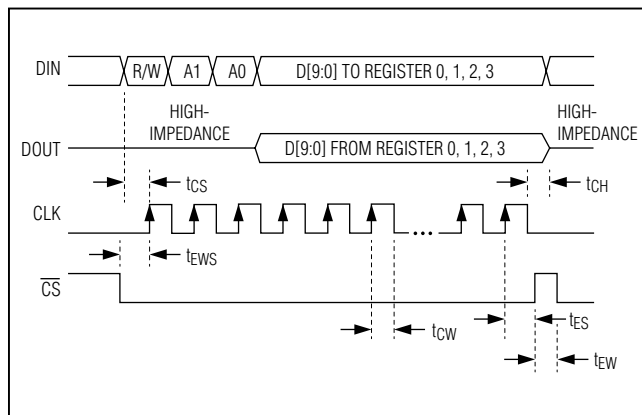 DIN R/W A1 A0 D[9:0] TO REGISTER 0, 1, 2, 3
HIGH-
IMPEDANCE
HIGH-
IMPEDANCE
DOUT D[9:0] FROM REGISTER 0, 1, 2, 3
tCS tCH
CLK ...
tEWS
CS
tCW tES
tEW